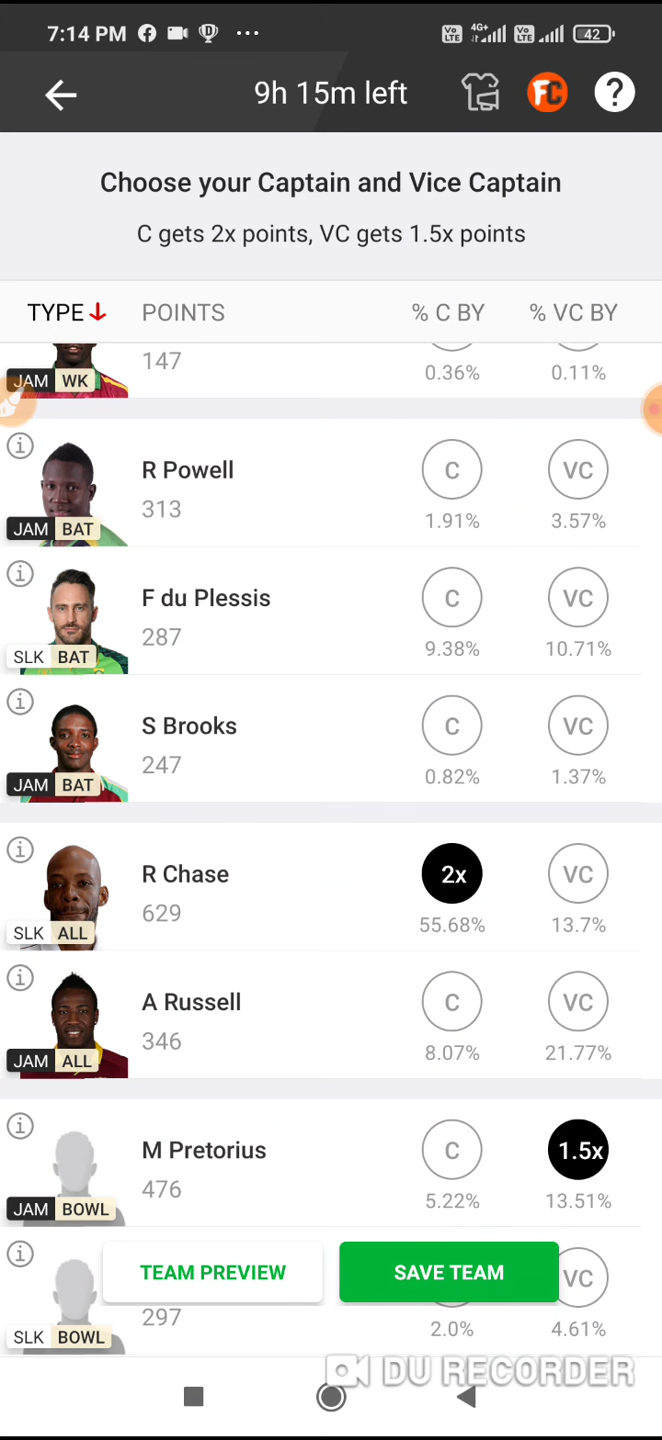 7:14 PM
Vo LTE 4G+ Vo LTE 42
9h 15m left
FC
?
Choose your Captain and Vice Captain
C gets 2x points, VC gets 1.5x points
TYPE POINTS % C BY % VC BY
147
JAM WK 0.36% 0.11%
R Powell C VC
313
JAM BAT 1.91% 3.57%
F du Plessis C VC
287
SLK BAT 9.38% 10.71%
S Brooks C VC
247
JAM BAT 0.82% 1.37%
R Chase 2x VC
629
SLK ALL 55.68% 13.7%
A Russell C VC
346
JAM ALL 8.07% 21.77%
M Pretorius C 1.5x
476
JAM BOWL 5.22% 13.51%
TEAM PREVIEW SAVE TEAM VC
297
SLK BOWL 2.0% 4.61%
DU RECORDER